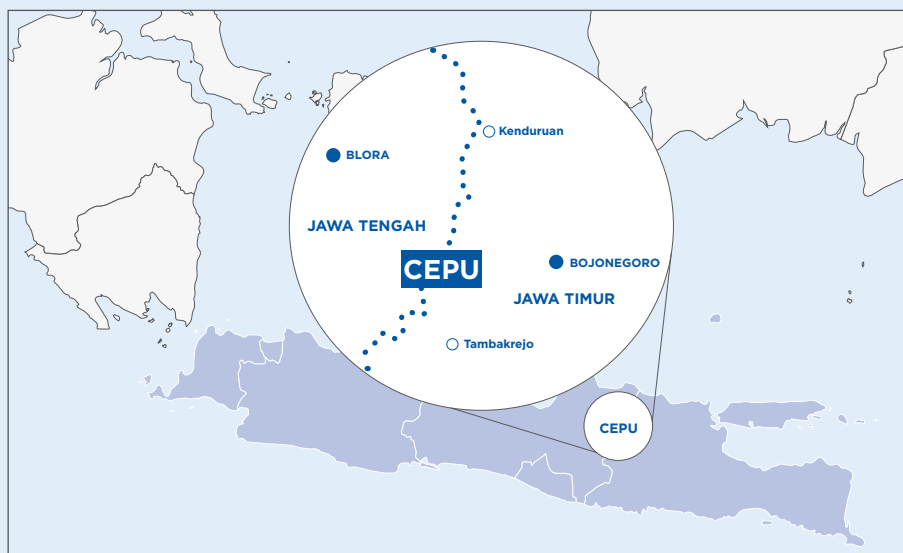 Kenduruan
BLORA
JAWA TENGAH
CEPU
BOJONEGORO
JAWA TIMUR
Tambakrejo
CEPU